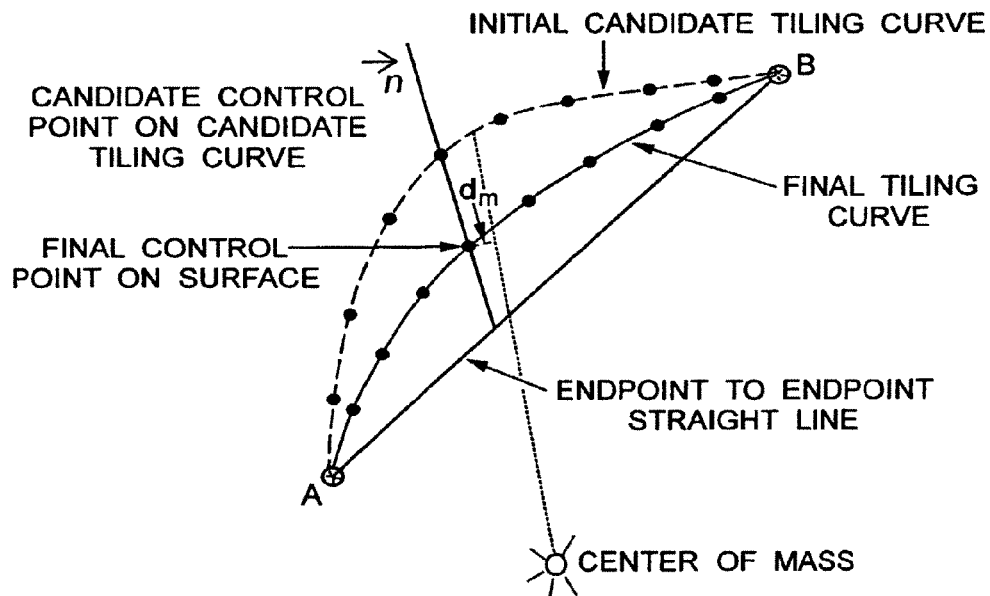 INITIAL CANDIDATE TILING CURVE
B
n
CANDIDATE CONTROL
POINT ON CANDIDATE
TILING CURVE
dm
FINAL TILING
CURVE
FINAL CONTROL
POINT ON SURFACE
ENDPOINT TO ENDPOINT
STRAIGHT LINE
A
CENTER OF MASS